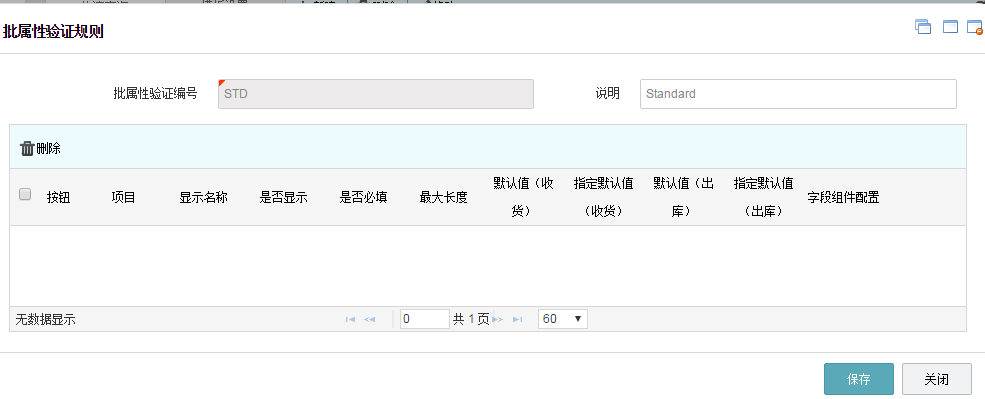 批属性验证规则
批属性验证编号 STD 说明 Standard
删除
按钮 项目 显示名称 是否显示 是否必填 最大长度 默认值（收货） 指定默认值（收货） 默认值（出库） 指定默认值（出库） 字段组件配置
无数据显示 0 共 1 页 60
保存 关闭